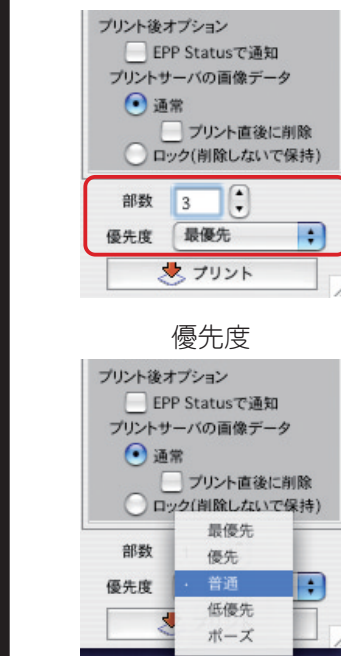 プリント後オプション
EPP Statusで通知
プリントサーバの画像データ
通常
プリント直後に削除
ロック(削除しないで保持)
部数 3
優先度 最優先
プリント
優先度
プリント後オプション
EPP Statusで通知
プリントサーバの画像データ
通常
プリント直後に削除
ロック(削除しないで保持)
最優先
部数
優先
優先度 ・ 普通
低優先
ポーズ